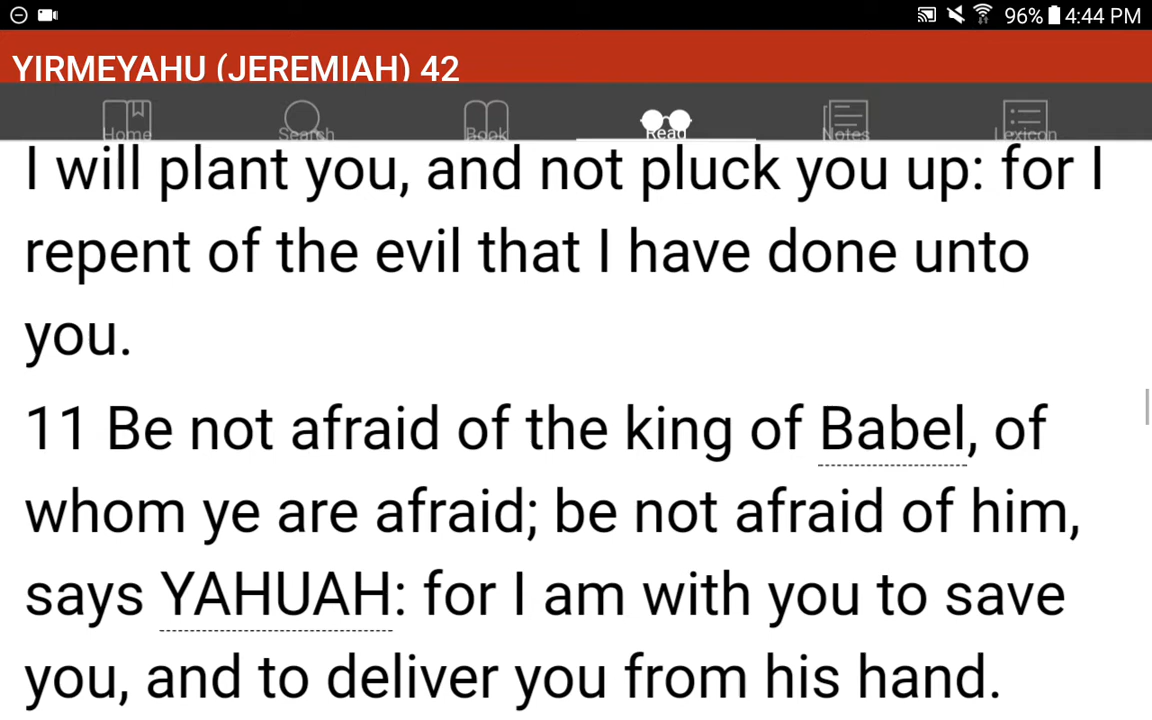 96% 4:44 PM
YIRMEYAHU (JEREMIAH) 42
Home Search Book Read Notes Lexicon
I will plant you, and not pluck you up: for I
repent of the evil that I have done unto
you.
11 Be not afraid of the king of Babel, of
whom ye are afraid; be not afraid of him,
says YAHUAH: for I am with you to save
you, and to deliver you from his hand.